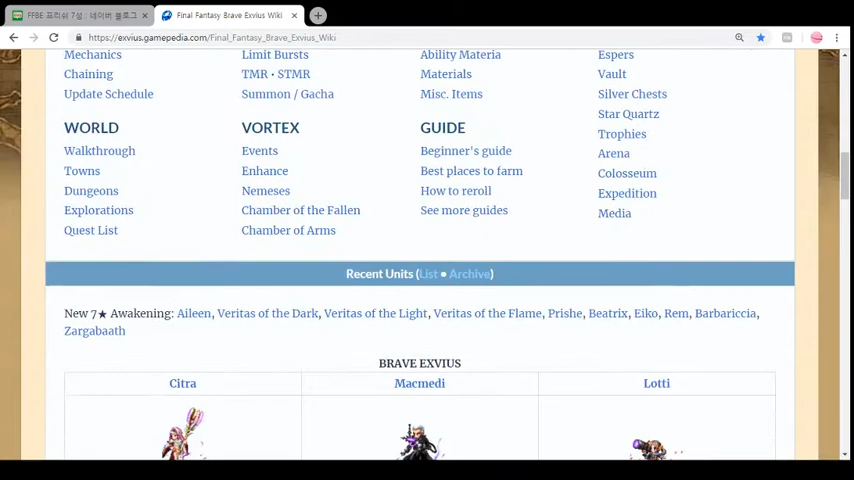 FFBE 프리쉬 7성 : 네이버 블로그
Final Fantasy Brave Exvius Wiki
https://exvius.gamepedia.com/Final_Fantasy_Brave_Exvius_Wiki
Mechanics
Chaining
Update Schedule
Limit Bursts
TMR • STMR
Summon / Gacha
Ability Materia
Materials
Misc. Items
Espers
Vault
Silver Chests
Star Quartz
Trophies
Arena
Colosseum
Expedition
Media
WORLD
Walkthrough
Towns
Dungeons
Explorations
Quest List
VORTEX
Events
Enhance
Nemeses
Chamber of the Fallen
Chamber of Arms
GUIDE
Beginner's guide
Best places to farm
How to reroll
See more guides
Recent Units (List • Archive)
New 7★ Awakening: Aileen, Veritas of the Dark, Veritas of the Light, Veritas of the Flame, Prishe, Beatrix, Eiko, Rem, Barbariccia,
Zargabaath
BRAVE EXVIUS
Citra
Macmedi
Lotti